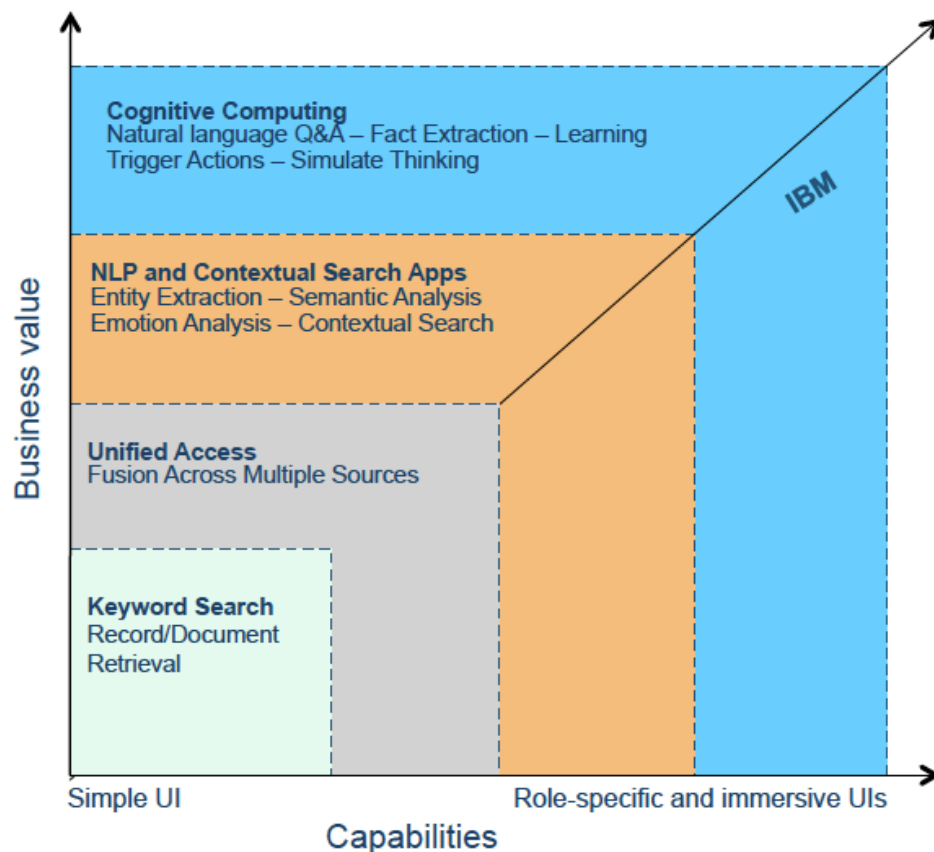 Cognitive Computing
Natural language Q&A – Fact Extraction – Learning
Trigger Actions – Simulate Thinking
IBM
NLP and Contextual Search Apps
Entity Extraction – Semantic Analysis
Emotion Analysis – Contextual Search
Business value
Unified Access
Fusion Across Multiple Sources
Keyword Search
Record/Document
Retrieval
Simple UI
Role-specific and immersive UIs
Capabilities